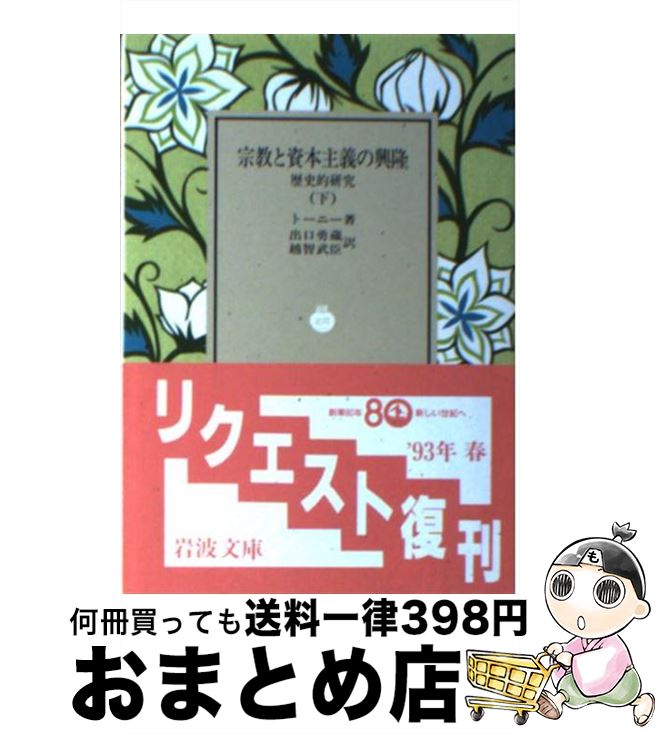 宗教と資本主義の興隆
歴史的研究
(下)
トーニー著
出口勇蔵
越智武臣 訳
リクエスト復刊
創業80年 80 新しい世紀へ
'93年 春
岩波文庫
何冊買っても送料一律398円
おまとめ店
も